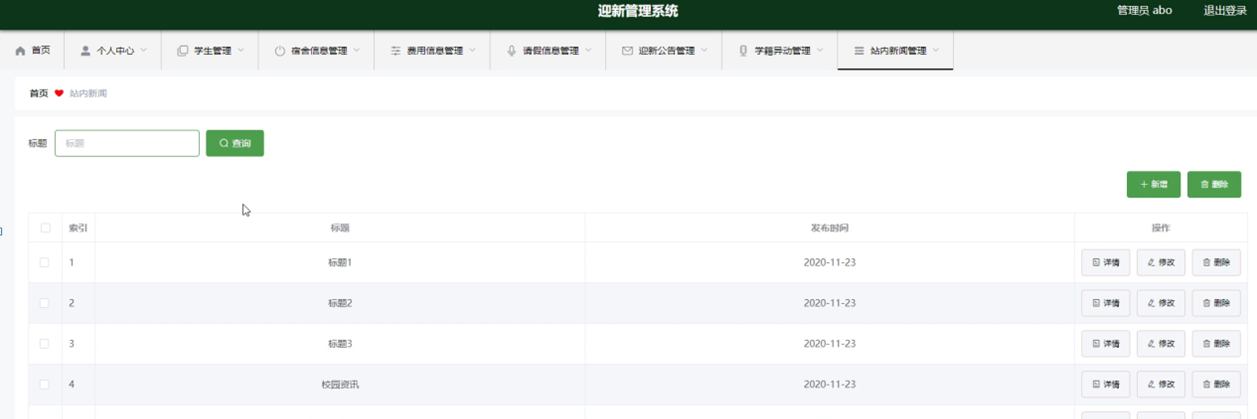 迎新管理系统 管理员 abo 退出登录
首页 个人中心 学生管理 宿舍信息管理 费用信息管理 请假信息管理 迎新公告管理 学籍异动管理 站内新闻管理
首页 站内新闻
标题 标题 查询
新增 删除
索引 标题 发布时间 操作
1 标题1 2020-11-23 详情 修改 删除
2 标题2 2020-11-23 详情 修改 删除
3 标题3 2020-11-23 详情 修改 删除
4 校园资讯 2020-11-23 详情 修改 删除